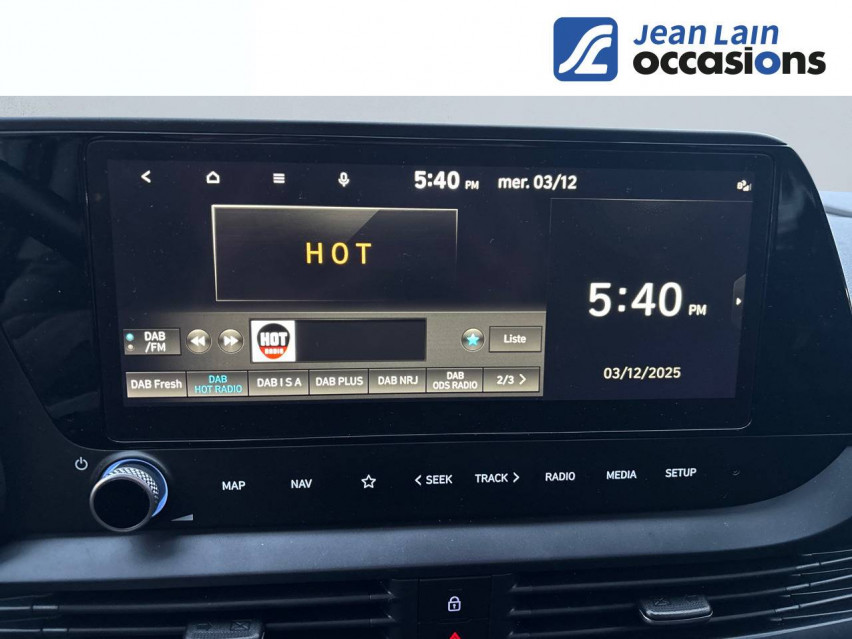 Jean Lain
occasions
5:40 PM mer. 03/12
HOT
5:40 PM
DAB
/FM
HOT
RADIO
Liste
03/12/2025
DAB Fresh
DAB
HOT RADIO
DAB I S A
DAB PLUS
DAB NRJ
DAB
ODS RADIO
2/3 >
MAP NAV < SEEK TRACK > RADIO MEDIA SETUP